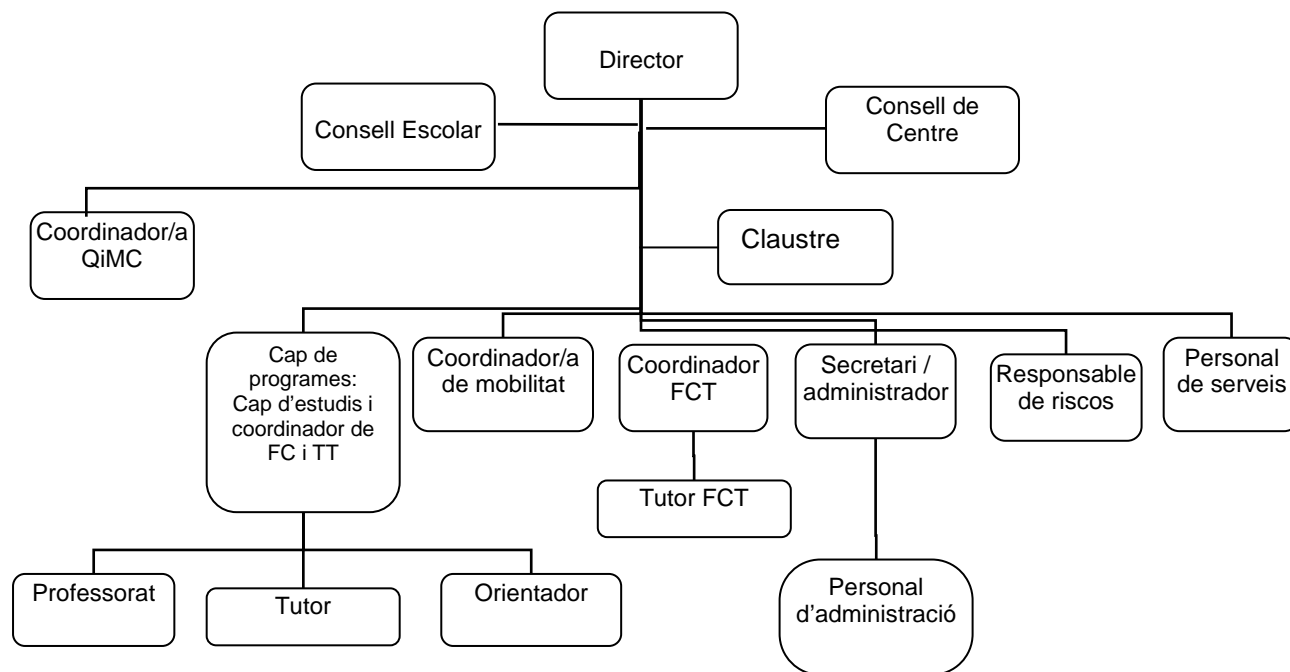 Director
Consell Escolar
Consell de
Centre
Coordinador/a
QiMC
Claustre
Cap de
programes:
Cap d’estudis i
coordinador de
FC i TT
Coordinador/a
de mobilitat
Coordinador
FCT
Secretari /
administrador
Responsable
de riscos
Personal
de serveis
Tutor FCT
Professorat
Tutor
Orientador
Personal
d’administració